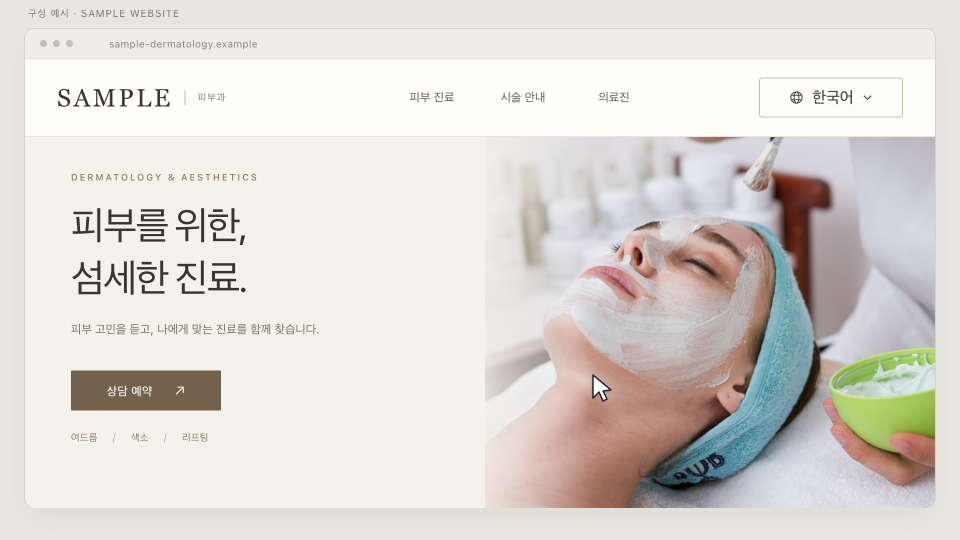 구성 예시 · SAMPLE WEBSITE
sample-dermatology.example
SAMPLE | 피부과
피부 진료
시술 안내
의료진
한국어
DERMATOLOGY & AESTHETICS
피부를 위한,
섬세한 진료.
피부 고민을 듣고, 나에게 맞는 진료를 함께 찾습니다.
상담 예약
여드름 / 색소 / 리프팅